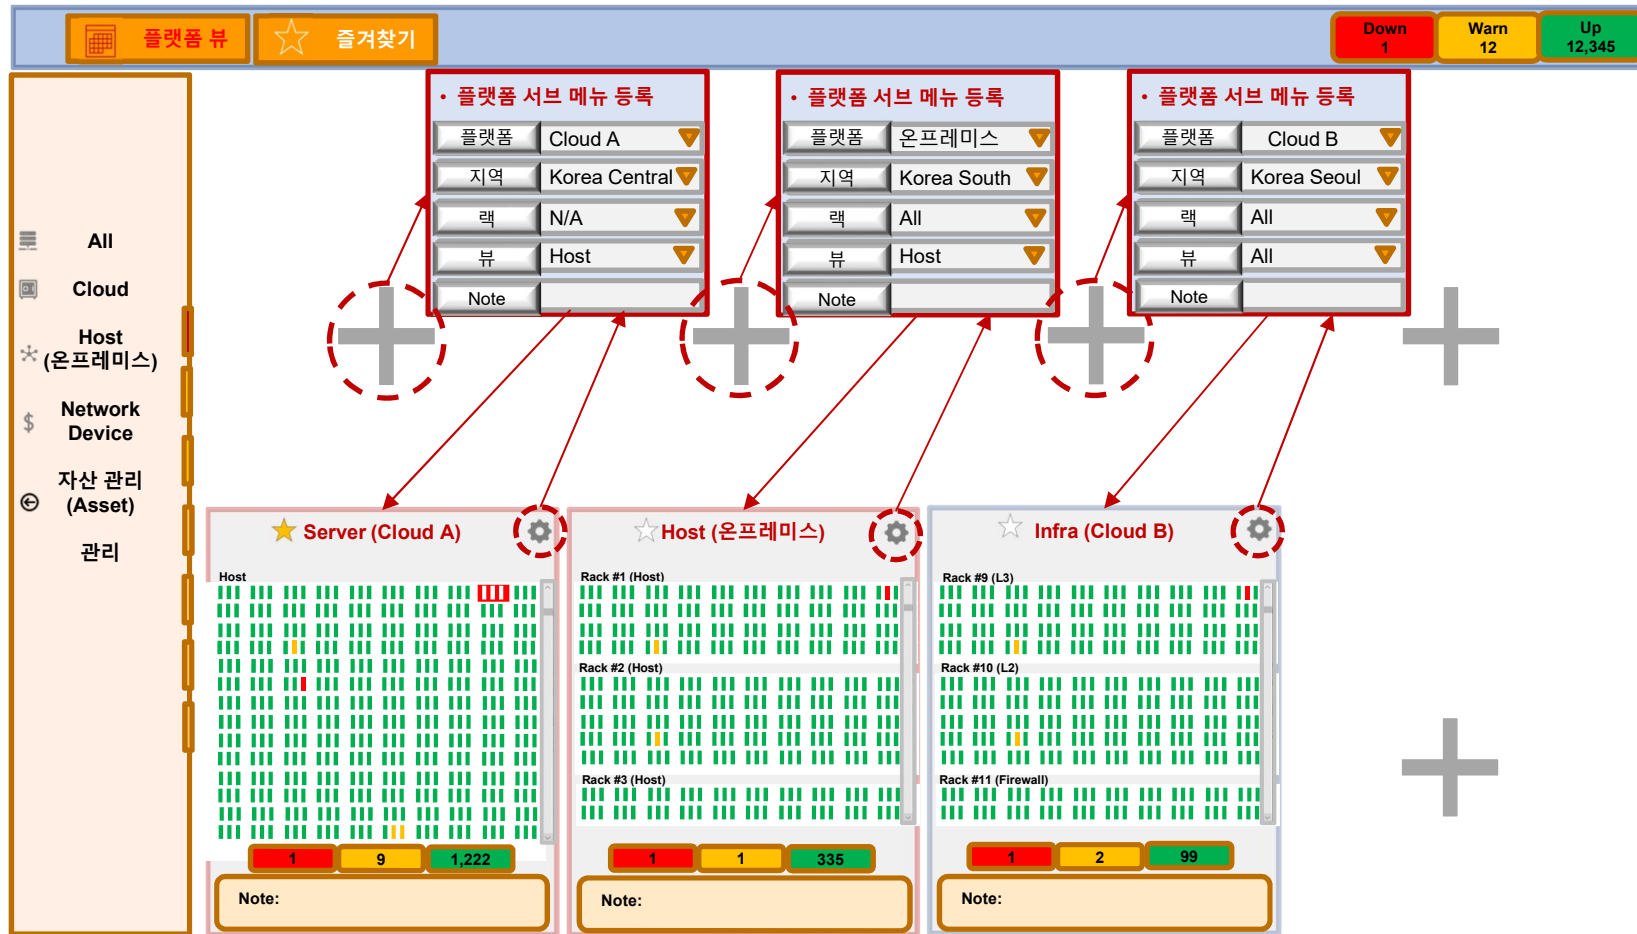 플랫폼 뷰
즐겨찾기
Down
1
Warn
12
Up
12,345
All
Cloud
Host
(온프레미스)
Network
Device
자산 관리
(Asset)
관리
• 플랫폼 서브 메뉴 등록
플랫폼 Cloud A
지역 Korea Central
랙 N/A
뷰 Host
Note
• 플랫폼 서브 메뉴 등록
플랫폼 온프레미스
지역 Korea South
랙 All
뷰 Host
Note
• 플랫폼 서브 메뉴 등록
플랫폼 Cloud B
지역 Korea Seoul
랙 All
뷰 All
Note
Server (Cloud A)
Host
1 9 1,222
Note:
Host (온프레미스)
Rack #1 (Host)
Rack #2 (Host)
Rack #3 (Host)
1 1 335
Note:
Infra (Cloud B)
Rack #9 (L3)
Rack #10 (L2)
Rack #11 (Firewall)
1 2 99
Note: